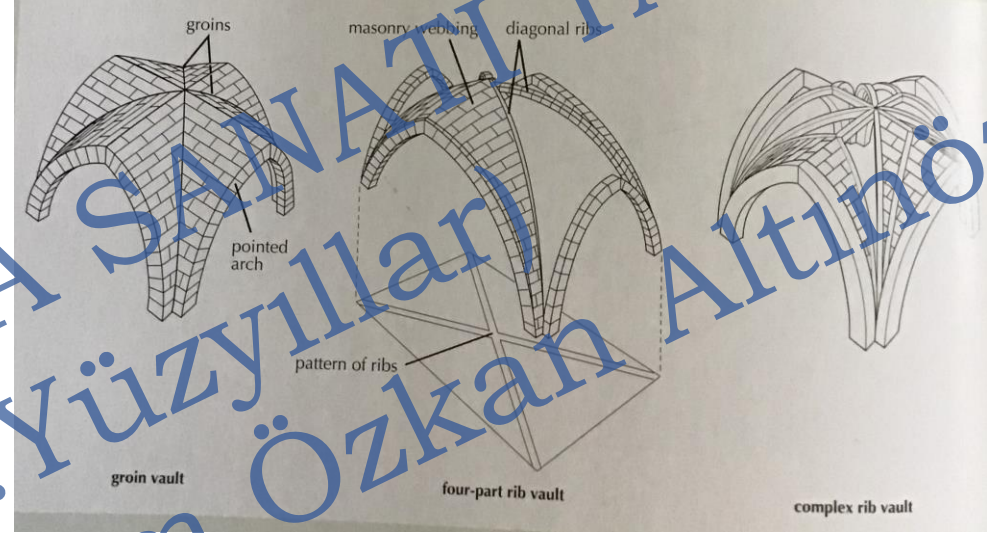 groins
masonry webbing
diagonal ribs
pointed
arch
pattern of ribs
groin vault
four-part rib vault
complex rib vault
SANATI
Yüzyıllar)
Özkan Altınö